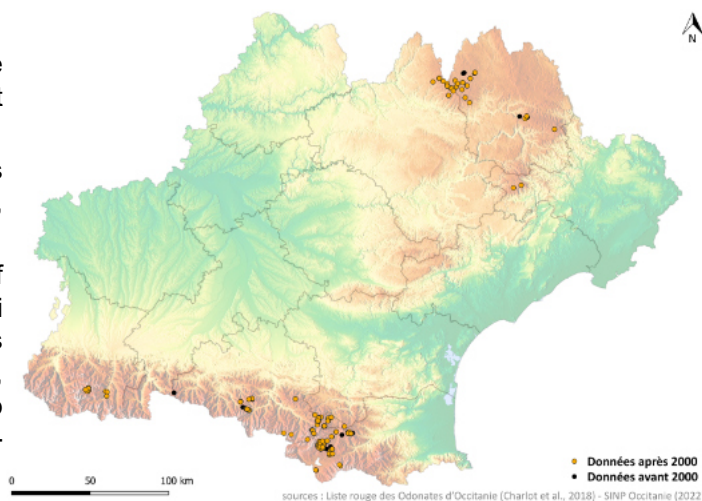 N
Données après 2000
Données avant 2000
0 50 100 km
sources : Liste rouge des Odonates d'Occitanie (Charlot et al., 2018) - SINP Occitanie (2022